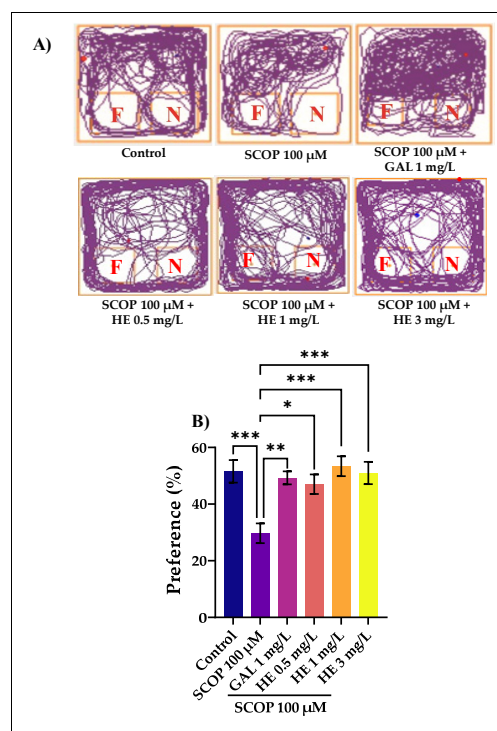 A)
F N
F N
F N
Control
SCOP 100 µM
SCOP 100 µM +
GAL 1 mg/L
F N
F N
F N
SCOP 100 µM +
HE 0.5 mg/L
SCOP 100 µM +
HE 1 mg/L
SCOP 100 µM +
HE 3 mg/L
B)
***
***
*
***
**
60
40
20
0
Preference (%)
Control
SCOP 100 µM
GAL 1 mg/L
HE 0.5 mg/L
HE 1 mg/L
HE 3 mg/L
SCOP 100 µM